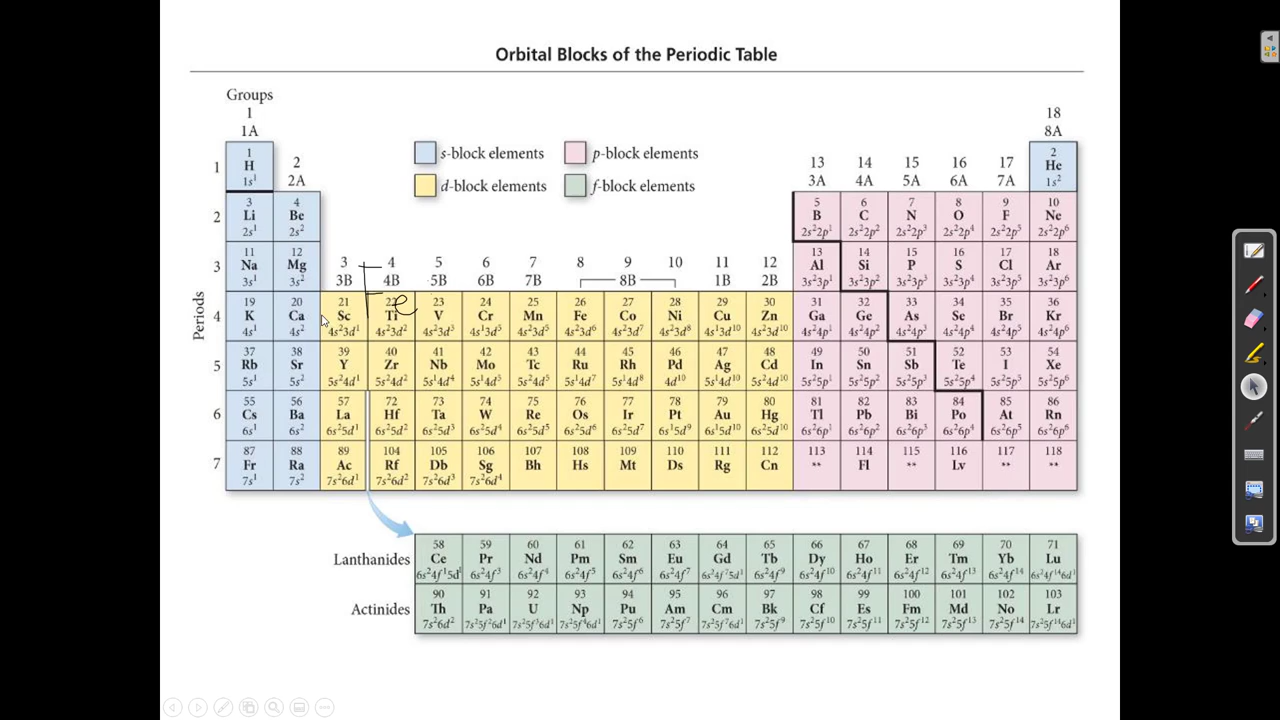 Orbital Blocks of the Periodic Table
Groups
1 18
1A 8A
1 2
H He
1s¹ 1s²
2 13 14 15 16 17
2A 3A 4A 5A 6A 7A
s-block elements p-block elements
d-block elements f-block elements
Periods
1
2
3 4 5 6 7 8 9 10
Li Be B C N O F Ne
2s¹ 2s² 2s²2p¹ 2s²2p² 2s²2p³ 2s²2p⁴ 2s²2p⁵ 2s²2p⁶
3
11 12 13 14 15 16 17 18
Na Mg Al Si P S Cl Ar
3s¹ 3s² 3s²3p¹ 3s²3p² 3s²3p³ 3s²3p⁴ 3s²3p⁵ 3s²3p⁶
3 4 5 6 7 8 9 10 11 12
3B 4B 5B 6B 7B 8B 1B 2B
Fe
4
19 20 21 22 23 24 25 26 27 28 29 30 31 32 33 34 35 36
K Ca Sc Ti V Cr Mn Fe Co Ni Cu Zn Ga Ge As Se Br Kr
4s¹ 4s² 4s²3d¹ 4s²3d² 4s²3d³ 4s¹3d⁵ 4s²3d⁵ 4s²3d⁶ 4s²3d⁷ 4s²3d⁸ 4s¹3d¹⁰ 4s²3d¹⁰ 4s²4p¹ 4s²4p² 4s²4p³ 4s²4p⁴ 4s²4p⁵ 4s²4p⁶
5
37 38 39 40 41 42 43 44 45 46 47 48 49 50 51 52 53 54
Rb Sr Y Zr Nb Mo Tc Ru Rh Pd Ag Cd In Sn Sb Te I Xe
5s¹ 5s² 5s²4d¹ 5s²4d² 5s¹4d⁴ 5s¹4d⁵ 5s²4d⁵ 5s¹4d⁷ 5s¹4d⁸ 4d¹⁰ 5s¹4d¹⁰ 5s²4d¹⁰ 5s²5p¹ 5s²5p² 5s²5p³ 5s²5p⁴ 5s²5p⁵ 5s²5p⁶
6
55 56 57 72 73 74 75 76 77 78 79 80 81 82 83 84 85 86
Cs Ba La Hf Ta W Re Os Ir Pt Au Hg Tl Pb Bi Po At Rn
6s¹ 6s² 6s²5d¹ 6s²5d² 6s²5d³ 6s²5d⁴ 6s²5d⁵ 6s²5d⁶ 6s²5d⁷ 6s¹5d⁹ 6s¹5d¹⁰ 6s²5d¹⁰ 6s²6p¹ 6s²6p² 6s²6p³ 6s²6p⁴ 6s²6p⁵ 6s²6p⁶
7
87 88 89 104 105 106 107 108 109 110 111 112 113 114 115 116 117 118
Fr Ra Ac Rf Db Sg Bh Hs Mt Ds Rg Cn ** Fl ** Lv ** **
7s¹ 7s² 7s²6d¹ 7s²6d² 7s²6d³ 7s²6d⁴
Lanthanides
58 59 60 61 62 63 64 65 66 67 68 69 70 71
Ce Pr Nd Pm Sm Eu Gd Tb Dy Ho Er Tm Yb Lu
6s²4f¹5d¹ 6s²4f³ 6s²4f⁴ 6s²4f⁵ 6s²4f⁶ 6s²4f⁷ 6s²4f⁷5d¹ 6s²4f⁹ 6s²4f¹⁰ 6s²4f¹¹ 6s²4f¹² 6s²4f¹³ 6s²4f¹⁴ 6s²4f¹⁴6d¹
Actinides
90 91 92 93 94 95 96 97 98 99 100 101 102 103
Th Pa U Np Pu Am Cm Bk Cf Es Fm Md No Lr
7s²6d² 7s²5f²6d¹ 7s²5f³6d¹ 7s²5f⁴6d¹ 7s²5f⁶ 7s²5f⁷ 7s²5f⁷6d¹ 7s²5f⁹ 7s²5f¹⁰ 7s²5f¹¹ 7s²5f¹² 7s²5f¹³ 7s²5f¹⁴ 7s²5f¹⁴6d¹